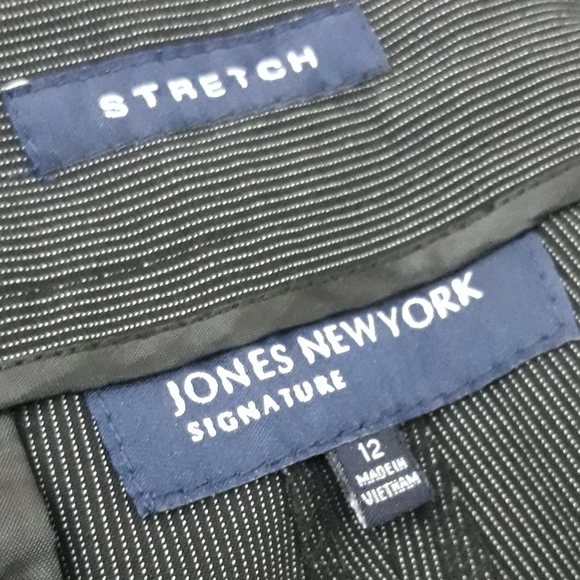 STRETCH
JONES NEWYORK
SIGNATURE
12
MADE IN
VIETNAM